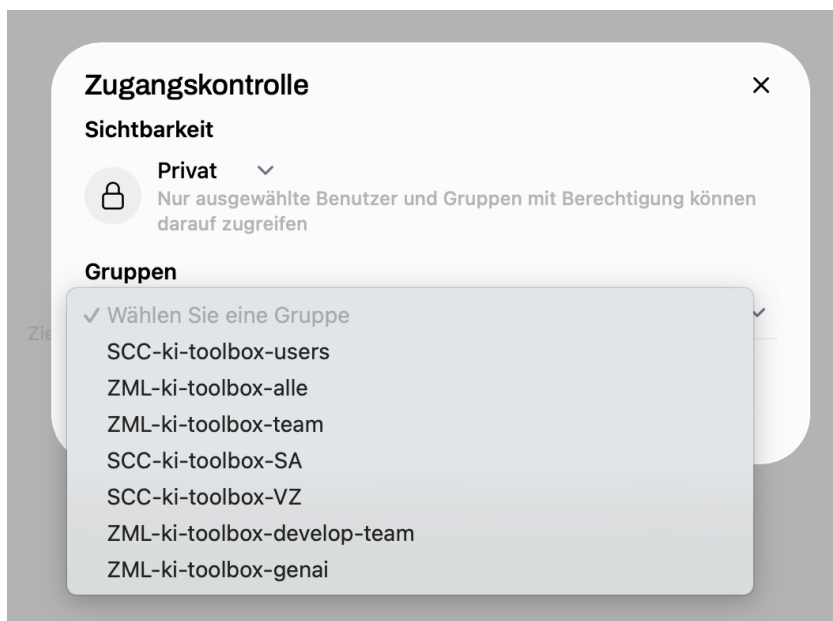 Zugangskontrolle
Sichtbarkeit
Privat
Nur ausgewählte Benutzer und Gruppen mit Berechtigung können
darauf zugreifen
Gruppen
Wählen Sie eine Gruppe
Zie
SCC-ki-toolbox-users
ZML-ki-toolbox-alle
ZML-ki-toolbox-team
SCC-ki-toolbox-SA
SCC-ki-toolbox-VZ
ZML-ki-toolbox-develop-team
ZML-ki-toolbox-genai